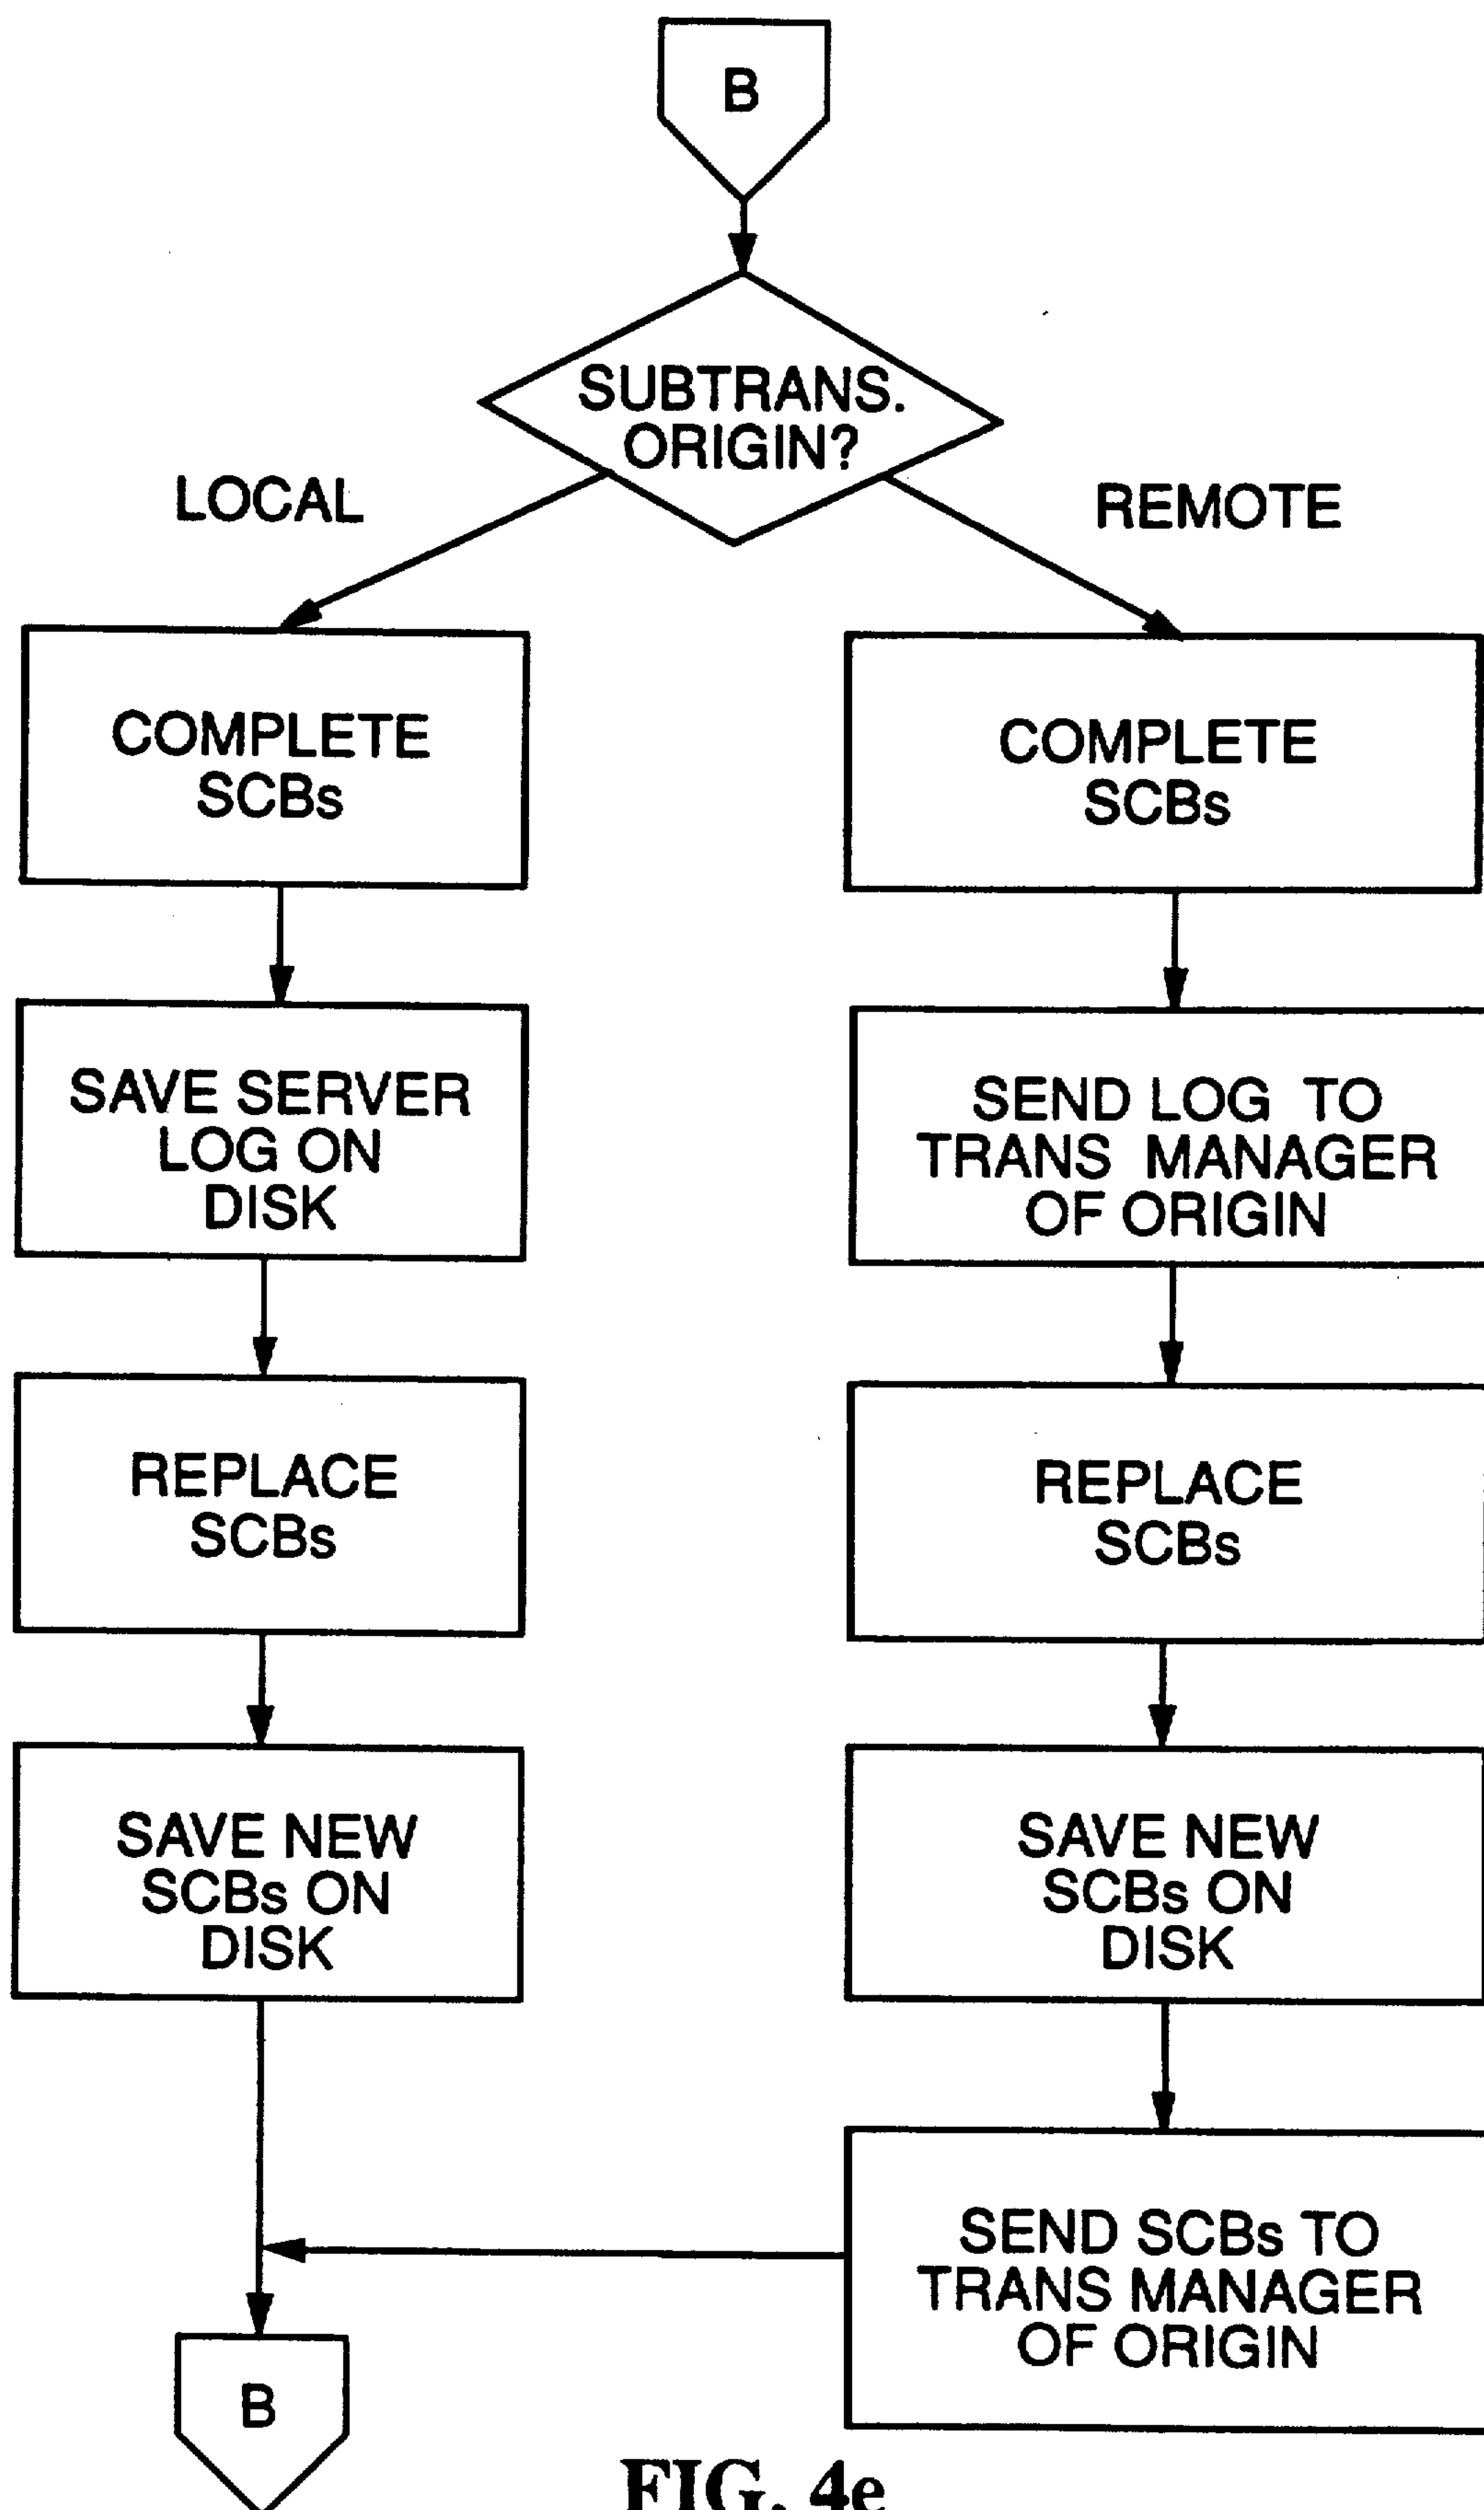 B
SUBTRANS.
ORIGIN?
LOCAL
REMOTE
COMPLETE
SCBs
COMPLETE
SCBs
SAVE SERVER
LOG ON
DISK
SEND LOG TO
TRANS MANAGER
OF ORIGIN
REPLACE
SCBs
REPLACE
SCBs
SAVE NEW
SCBs ON
DISK
SAVE NEW
SCBs ON
DISK
SEND SCBs TO
TRANS MANAGER
OF ORIGIN
B
FIG. 4e